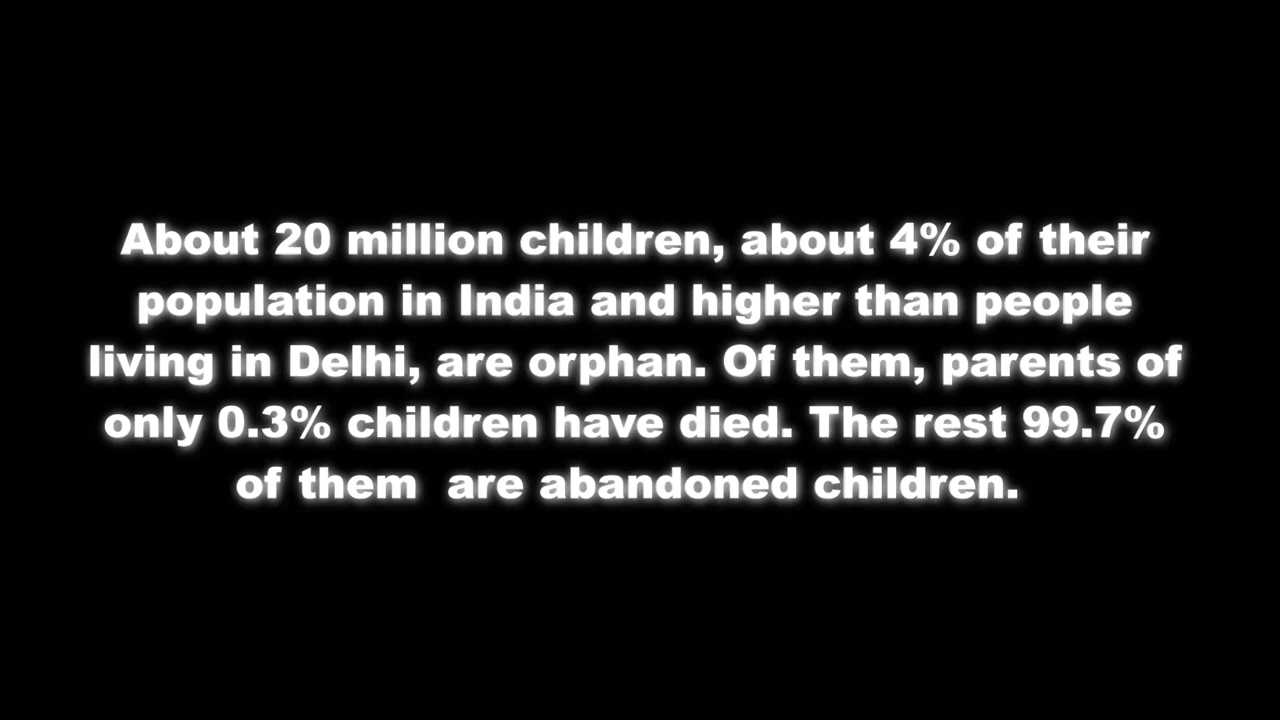 About 20 million children, about 4% of their
population in India and higher than people
living in Delhi, are orphan. Of them, parents of
only 0.3% children have died. The rest 99.7%
of them  are abandoned children.